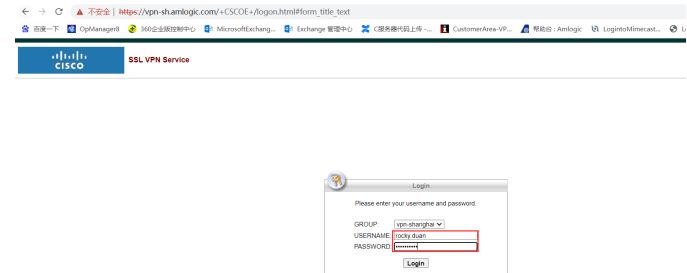 不安全 | https://vpn-sh.amlogic.com/+CSCOE+/logon.html#form_title_text
百度一下 OpManager8 360企业版控制中心 MicrosoftExchang... Exchange 管理中心 C服务器代码上传 -... CustomerArea-VP... 帮助台 : Amlogic LogintoMimecast...
CISCO SSL VPN Service
Login
Please enter your username and password.
GROUP: vpn-shanghai
USERNAME: rocky.duan
PASSWORD: ••••••••••
Login